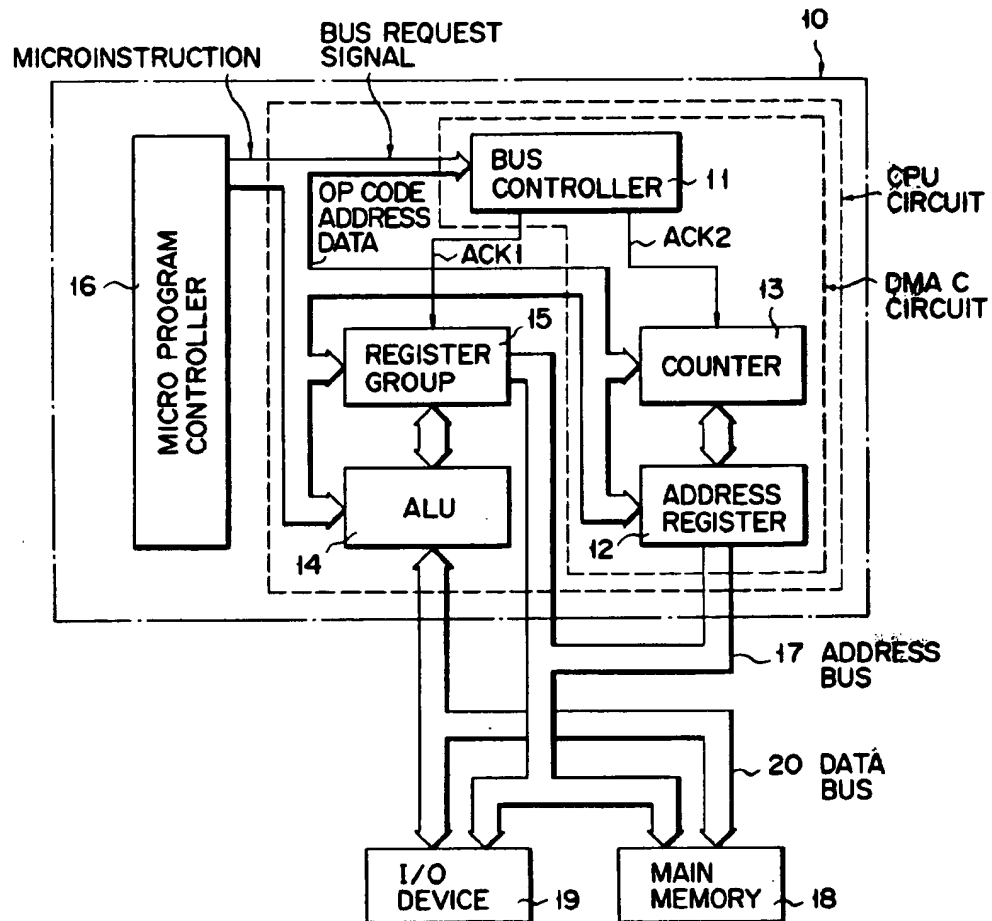 10
BUS REQUEST
SIGNAL
MICROINSTRUCTION
BUS
CONTROLLER
11
CPU
CIRCUIT
OP CODE
ADDRESS
DATA
ACK1
ACK2
DMA C
CIRCUIT
16
MICRO PROGRAM
CONTROLLER
15
REGISTER
GROUP
13
COUNTER
ALU
14
ADDRESS
REGISTER
12
17 ADDRESS
BUS
20 DATA
BUS
I/O
DEVICE
19
MAIN
MEMORY
18